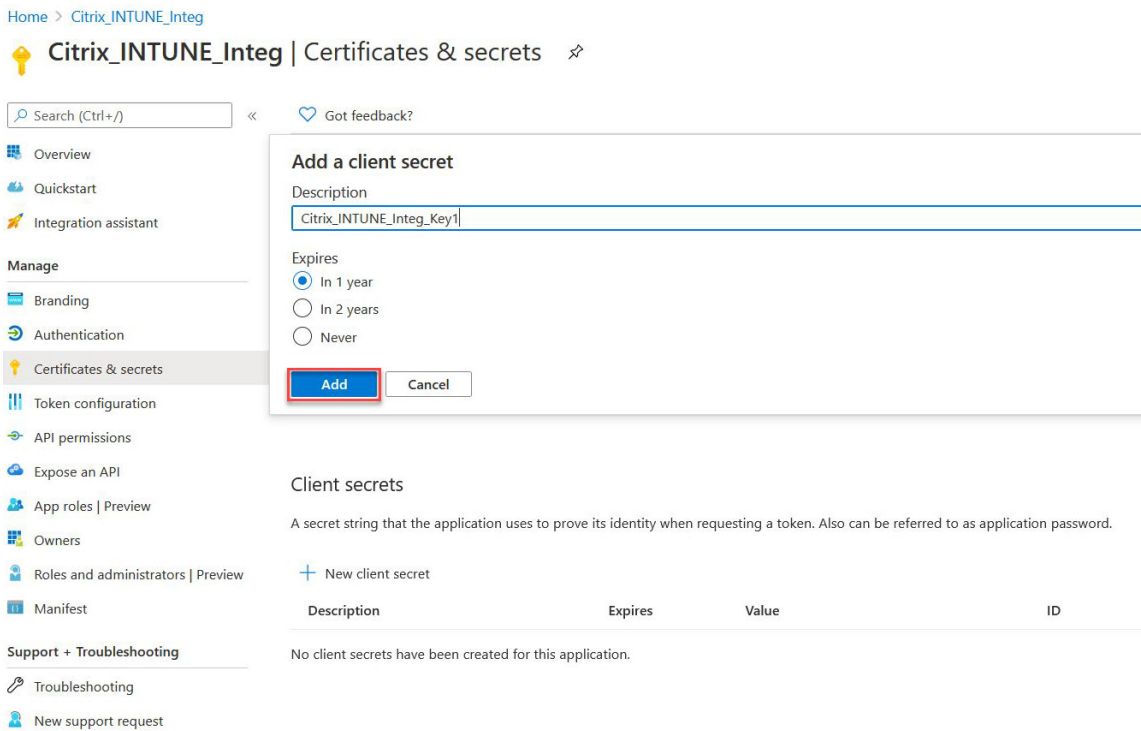 Home > Citrix_INTUNE_Integ
Citrix_INTUNE_Integ | Certificates & secrets
Search (Ctrl+/)
«
Got feedback?
Overview
Quickstart
Integration assistant
Manage
Branding
Authentication
Certificates & secrets
Token configuration
API permissions
Expose an API
App roles | Preview
Owners
Roles and administrators | Preview
Manifest
Support + Troubleshooting
Troubleshooting
New support request
Add a client secret
Description
Citrix_INTUNE_Integ_Key1
Expires
In 1 year
In 2 years
Never
Add Cancel
Client secrets
A secret string that the application uses to prove its identity when requesting a token. Also can be referred to as application password.
+ New client secret
Description Expires Value ID
No client secrets have been created for this application.